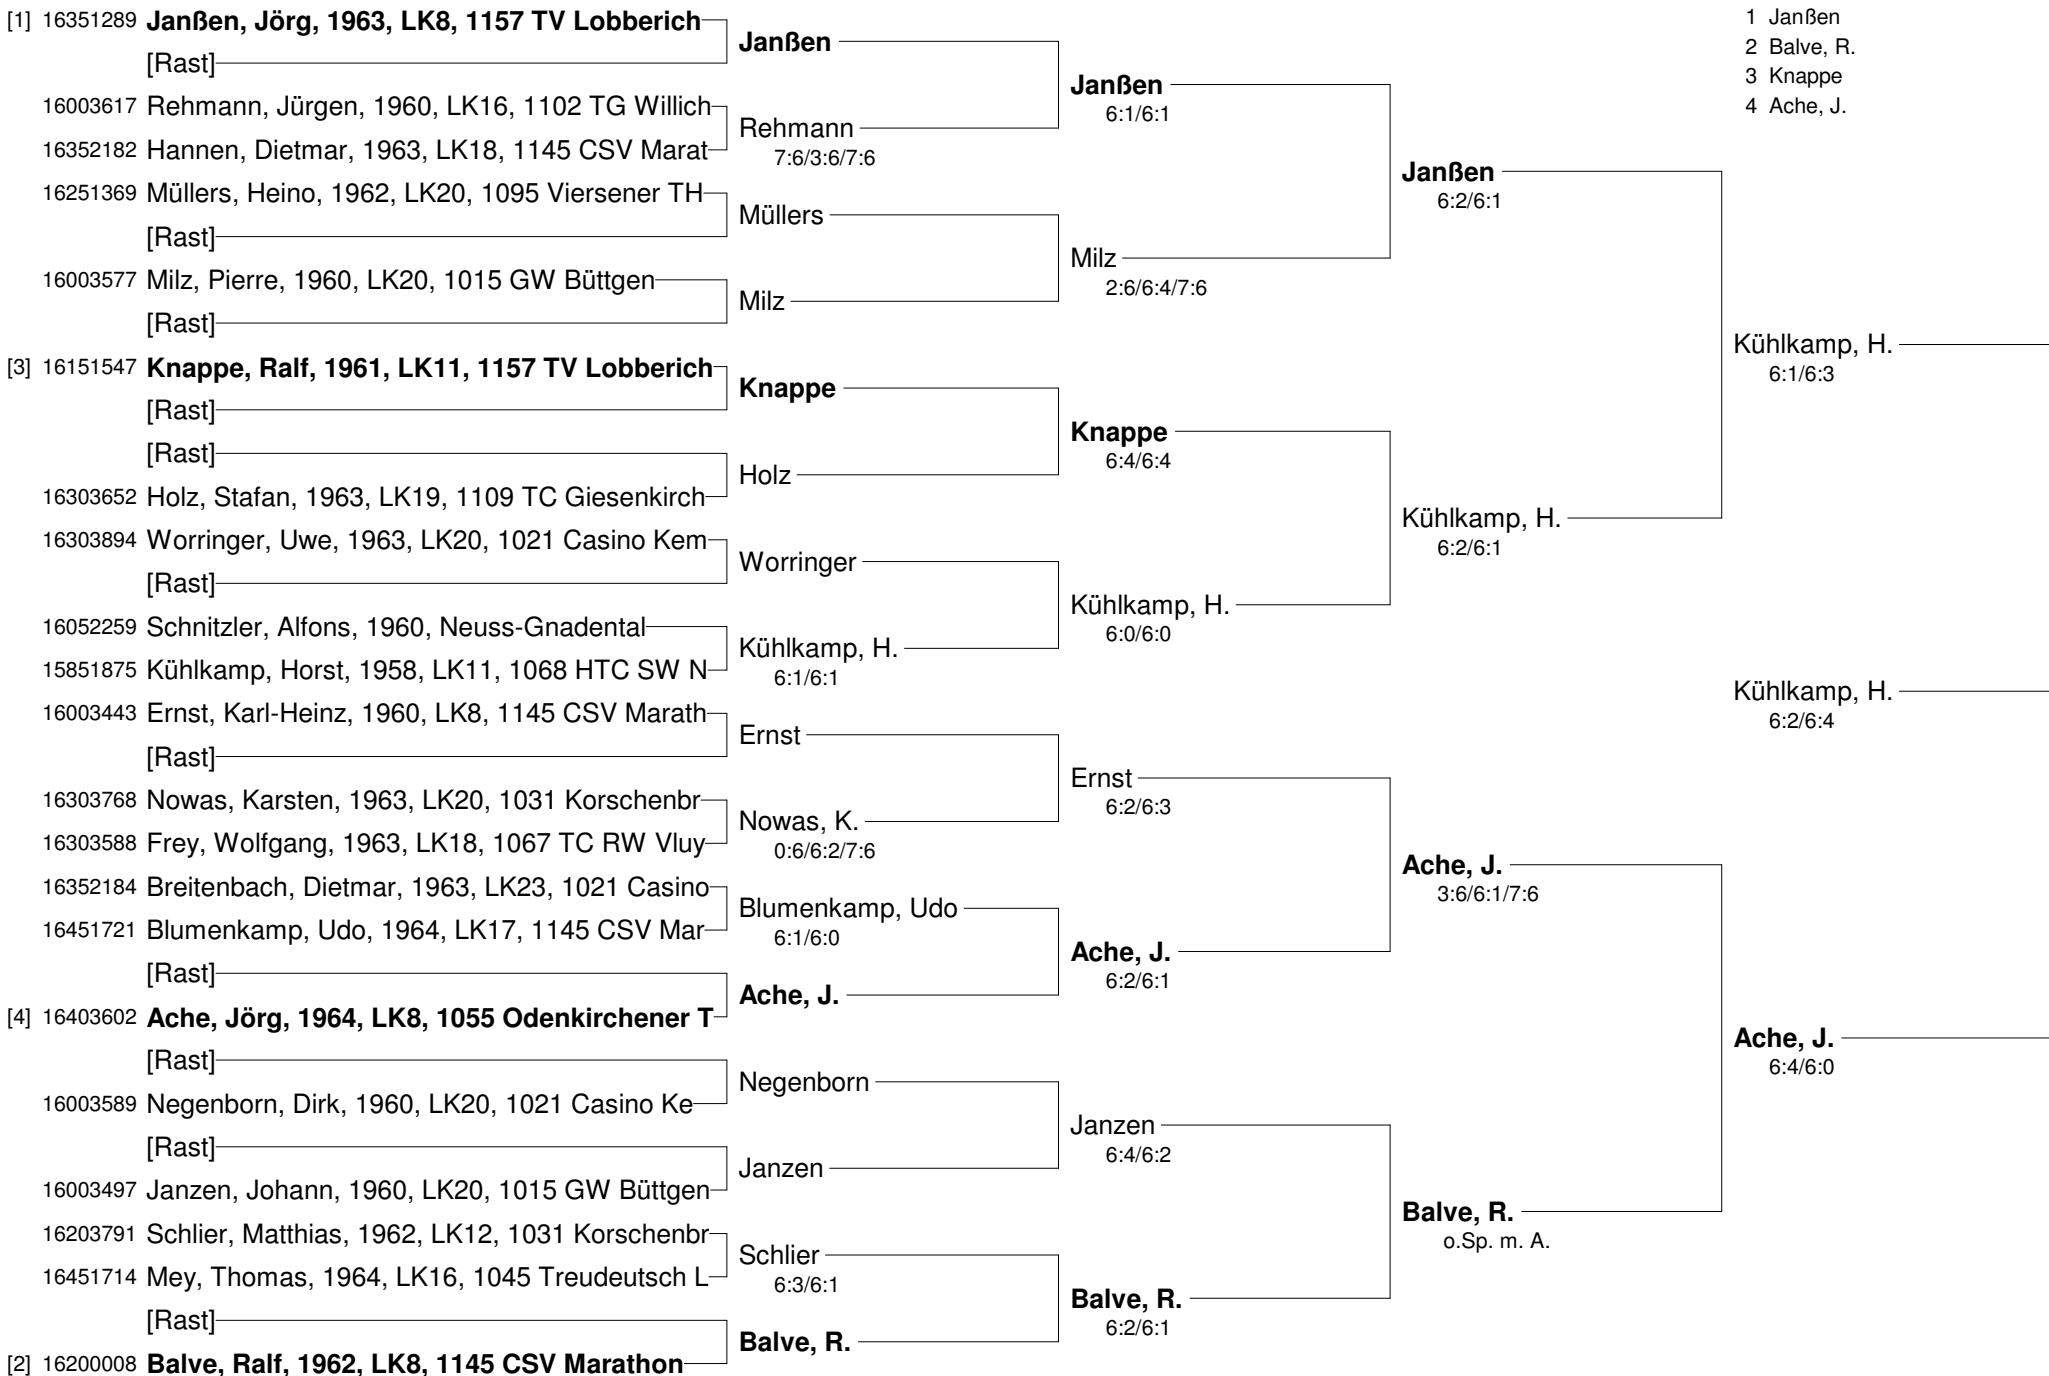 [1] 16351289 Janßen, Jörg, 1963, LK8, 1157 TV Lobberich
[Rast]
16003617 Rehmann, Jürgen, 1960, LK16, 1102 TG Willich
16352182 Hannen, Dietmar, 1963, LK18, 1145 CSV Marat
16251369 Müllers, Heino, 1962, LK20, 1095 Viersener TH
[Rast]
16003577 Milz, Pierre, 1960, LK20, 1015 GW Büttgen
[Rast]
[3] 16151547 Knappe, Ralf, 1961, LK11, 1157 TV Lobberich
[Rast]
[Rast]
16303652 Holz, Stafan, 1963, LK19, 1109 TC Giesenkirch
16303894 Worringer, Uwe, 1963, LK20, 1021 Casino Kem
[Rast]
16052259 Schnitzler, Alfons, 1960, Neuss-Gnadental
15851875 Kühlkamp, Horst, 1958, LK11, 1068 HTC SW N
16003443 Ernst, Karl-Heinz, 1960, LK8, 1145 CSV Marath
[Rast]
16303768 Nowas, Karsten, 1963, LK20, 1031 Korschenbr
16303588 Frey, Wolfgang, 1963, LK18, 1067 TC RW Vluy
16352184 Breitenbach, Dietmar, 1963, LK23, 1021 Casino
16451721 Blumenkamp, Udo, 1964, LK17, 1145 CSV Mar
[Rast]
[4] 16403602 Ache, Jörg, 1964, LK8, 1055 Odenkirchener T
[Rast]
16003589 Negenborn, Dirk, 1960, LK20, 1021 Casino Ke
[Rast]
16003497 Janzen, Johann, 1960, LK20, 1015 GW Büttgen
16203791 Schlier, Matthias, 1962, LK12, 1031 Korschenbr
16451714 Mey, Thomas, 1964, LK16, 1045 Treudeutsch L
[Rast]
[2] 16200008 Balve, Ralf, 1962, LK8, 1145 CSV Marathon
Janßen
Rehmann
7:6/3:6/7:6
Müllers
Milz
Knappe
Holz
Worringer
Kühlkamp, H.
6:1/6:1
Ernst
Nowas, K.
0:6/6:2/7:6
Blumenkamp, Udo
6:1/6:0
Ache, J.
Negenborn
Janzen
Schlier
6:3/6:1
Balve, R.
Janßen
6:1/6:1
Milz
2:6/6:4/7:6
Knappe
6:4/6:4
Kühlkamp, H.
6:0/6:0
Ernst
6:2/6:3
Ache, J.
6:2/6:1
Janzen
6:4/6:2
Balve, R.
6:2/6:1
Janßen
6:2/6:1
Kühlkamp, H.
6:2/6:1
Ache, J.
3:6/6:1/7:6
Balve, R.
o.Sp. m. A.
1 Janßen
2 Balve, R.
3 Knappe
4 Ache, J.
Kühlkamp, H.
6:1/6:3
Kühlkamp, H.
6:2/6:4
Ache, J.
6:4/6:0